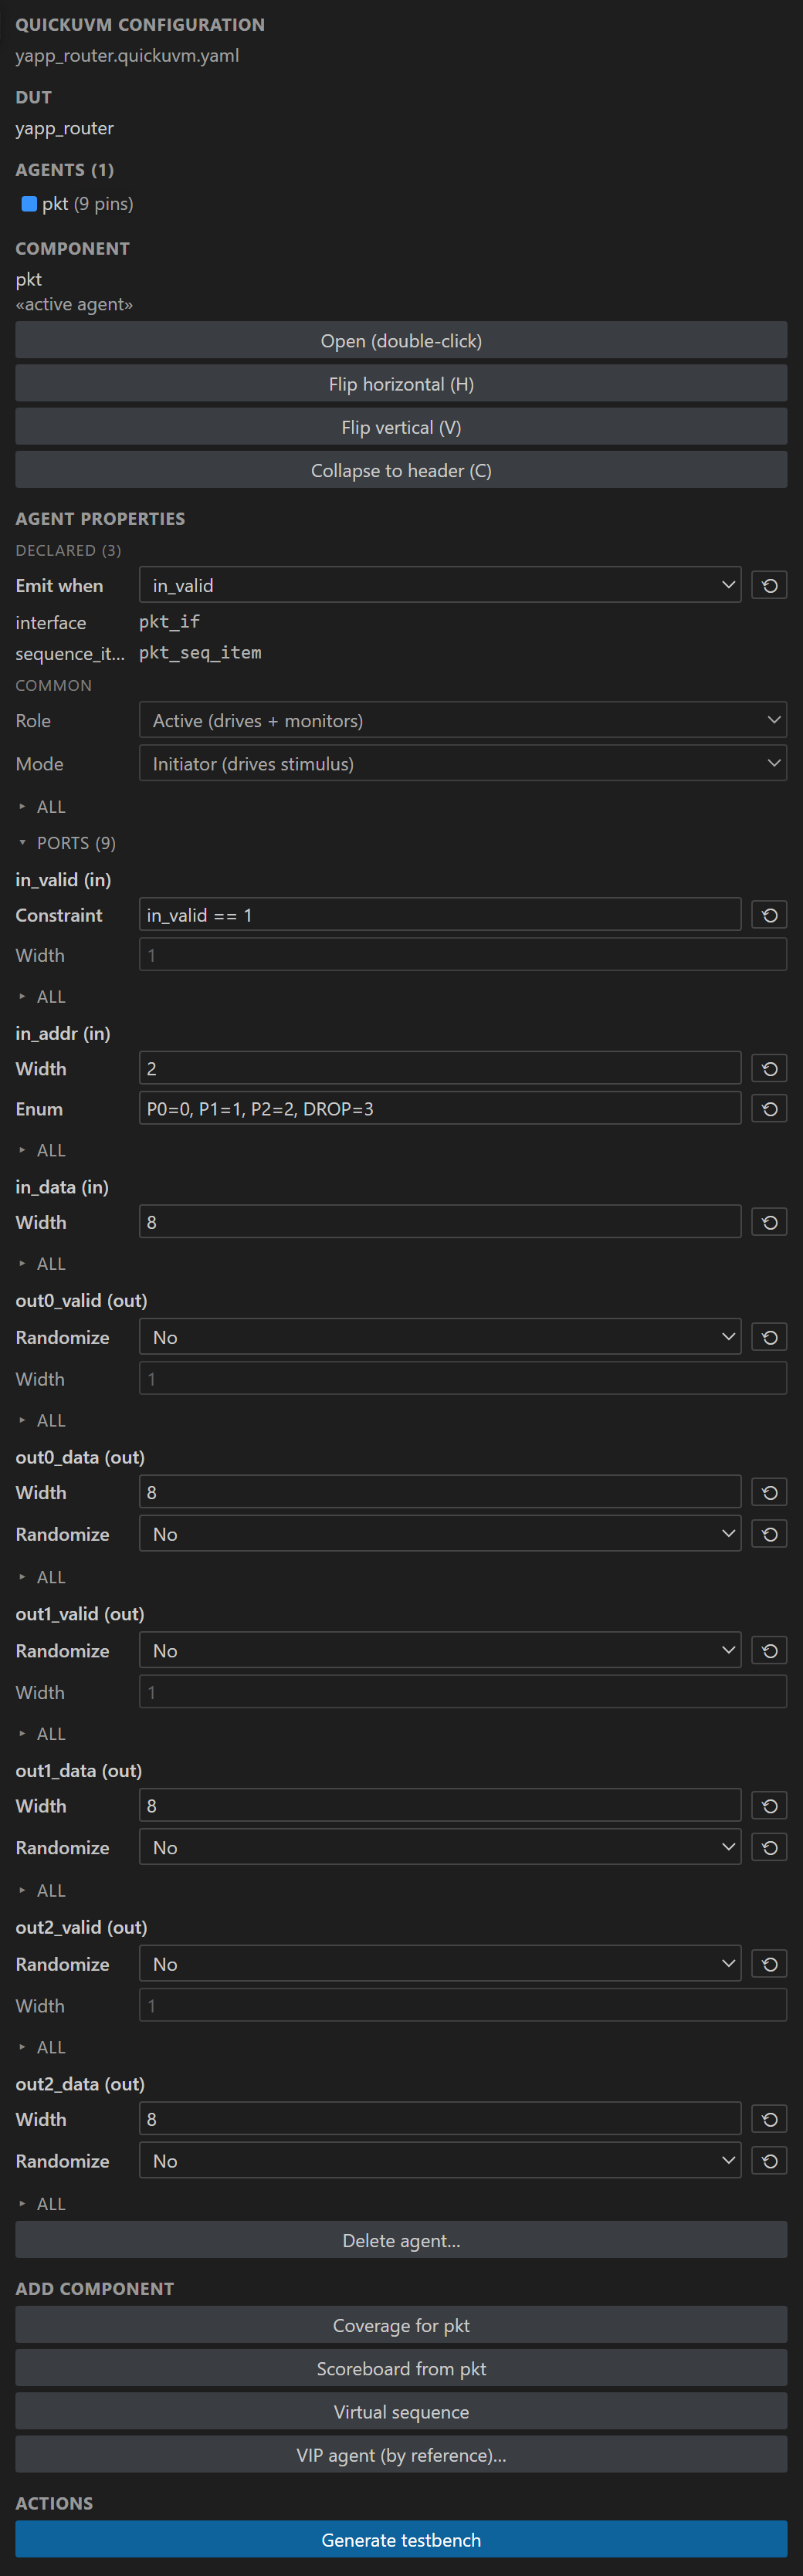 QUICKUVM CONFIGURATION
yapp_router.quickuvm.yaml
DUT
yapp_router
AGENTS (1)
pkt (9 pins)
COMPONENT
pkt
«active agent»
Open (double-click)
Flip horizontal (H)
Flip vertical (V)
Collapse to header (C)
AGENT PROPERTIES
DECLARED (3)
Emit when in_valid
interface pkt_if
sequence_it... pkt_seq_item
COMMON
Role Active (drives + monitors)
Mode Initiator (drives stimulus)
ALL
PORTS (9)
in_valid (in)
Constraint in_valid == 1
Width 1
ALL
in_addr (in)
Width 2
Enum P0=0, P1=1, P2=2, DROP=3
ALL
in_data (in)
Width 8
ALL
out0_valid (out)
Randomize No
Width 1
ALL
out0_data (out)
Width 8
Randomize No
ALL
out1_valid (out)
Randomize No
Width 1
ALL
out1_data (out)
Width 8
Randomize No
ALL
out2_valid (out)
Randomize No
Width 1
ALL
out2_data (out)
Width 8
Randomize No
ALL
Delete agent...
ADD COMPONENT
Coverage for pkt
Scoreboard from pkt
Virtual sequence
VIP agent (by reference)...
ACTIONS
Generate testbench